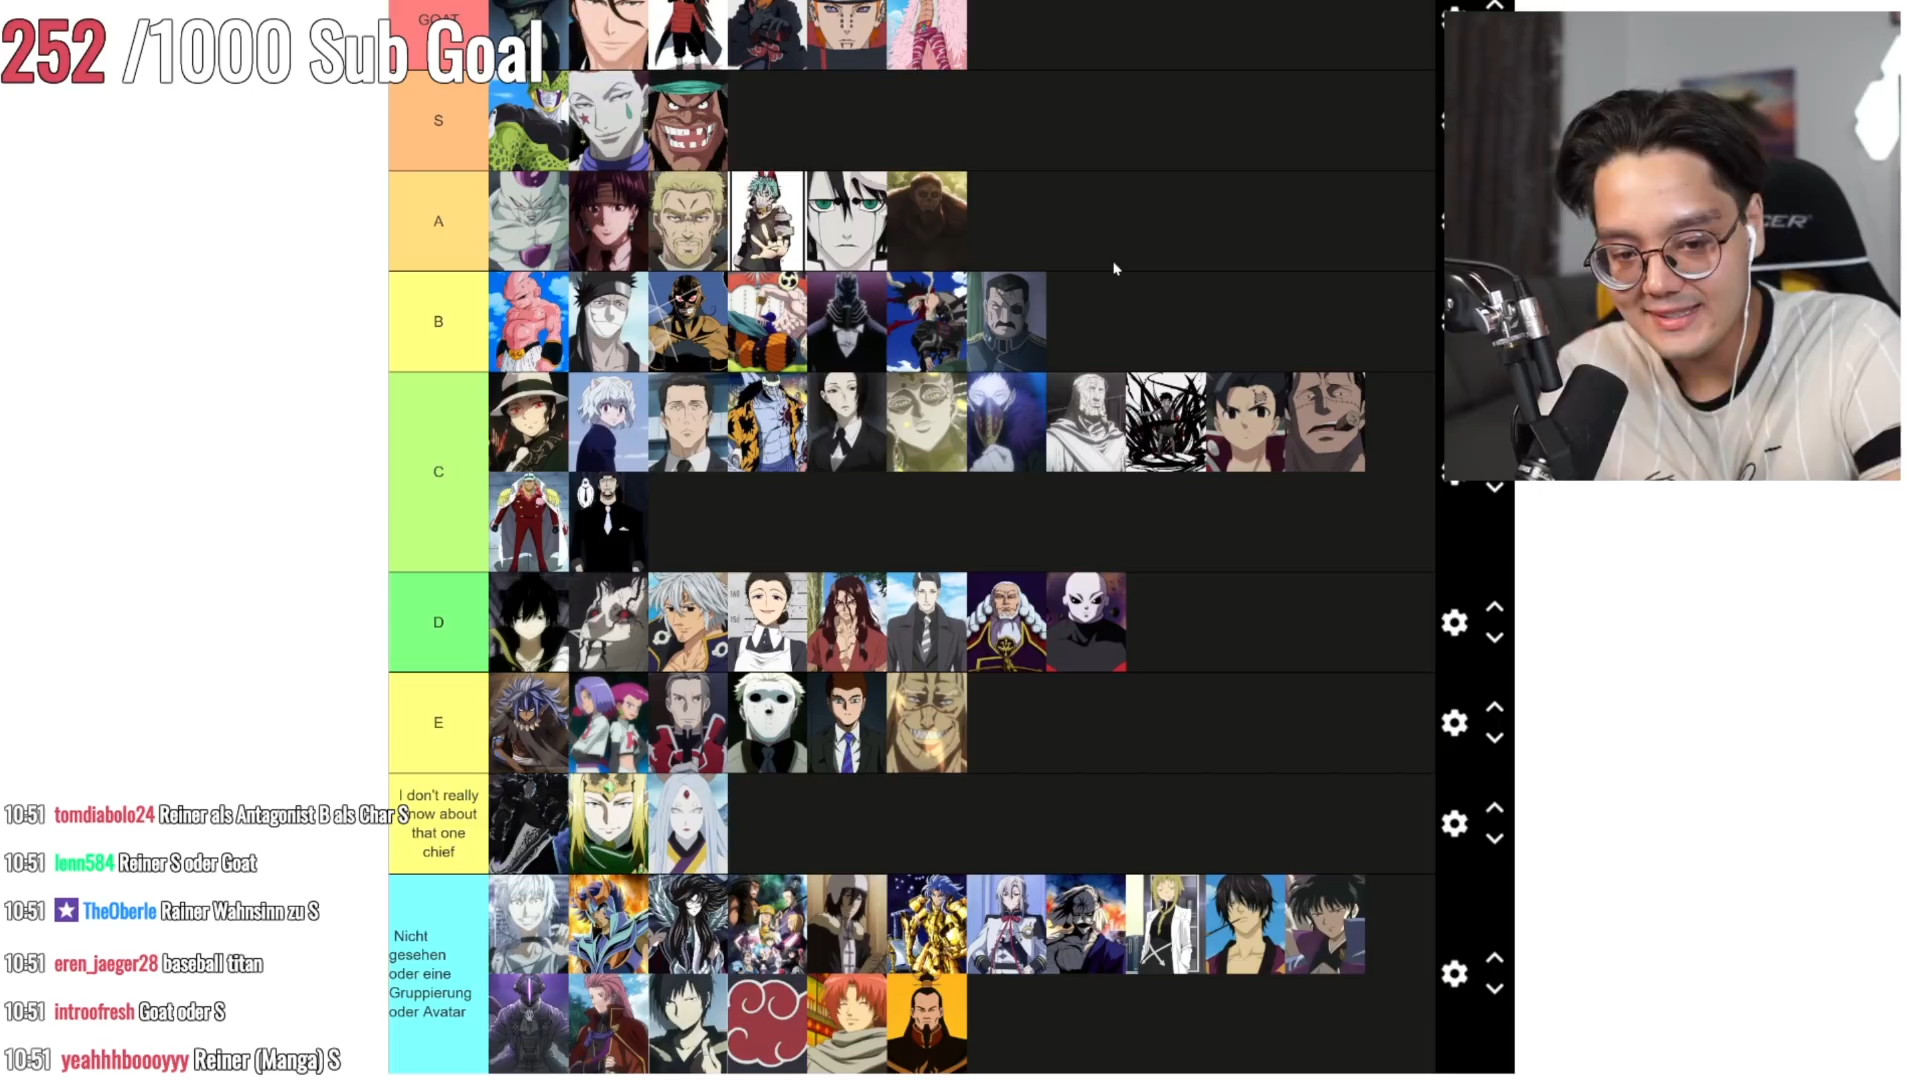 252 /1000 Sub Goal
GOAT
S
A
B
C
D
E
I don't really
know about
that one
chief
Nicht
gesehen
oder eine
Gruppierung
oder Avatar
10:51 tomdiabolo24 Reiner als Antagonist B als Char S
10:51 lenn584 Reiner S oder Goat
10:51 TheOberle Rainer Wahnsinn zu S
10:51 eren_jaeger28 baseball titan
10:51 introofresh Goat oder S
10:51 yeahhhboooyyy Reiner (Manga) S